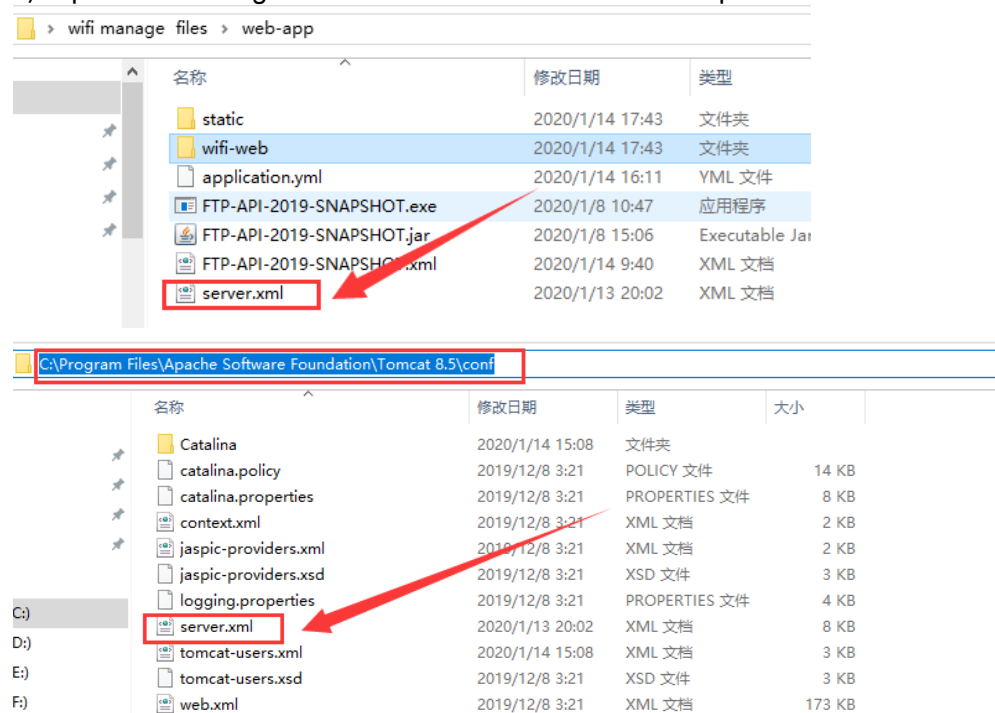 wifi manage files > web-app
名称 修改日期 类型
static 2020/1/14 17:43 文件夹
wifi-web 2020/1/14 17:43 文件夹
application.yml 2020/1/14 16:11 YML 文件
FTP-API-2019-SNAPSHOT.exe 2020/1/8 10:47 应用程序
FTP-API-2019-SNAPSHOT.jar 2020/1/8 15:06 Executable Jar
FTP-API-2019-SNAPSHOT.xml 2020/1/14 9:40 XML 文档
server.xml 2020/1/13 20:02 XML 文档
C:\Program Files\Apache Software Foundation\Tomcat 8.5\conf
名称 修改日期 类型 大小
Catalina 2020/1/14 15:08 文件夹
catalina.policy 2019/12/8 3:21 POLICY 文件 14 KB
catalina.properties 2019/12/8 3:21 PROPERTIES 文件 8 KB
context.xml 2019/12/8 3:21 XML 文档 2 KB
jaspic-providers.xml 2019/12/8 3:21 XML 文档 2 KB
jaspic-providers.xsd 2019/12/8 3:21 XSD 文件 3 KB
logging.properties 2019/12/8 3:21 PROPERTIES 文件 4 KB
C:)
server.xml 2020/1/13 20:02 XML 文档 8 KB
D:)
tomcat-users.xml 2020/1/14 15:08 XML 文档 3 KB
E:)
tomcat-users.xsd 2019/12/8 3:21 XSD 文件 3 KB
F:)
web.xml 2019/12/8 3:21 XML 文档 173 KB